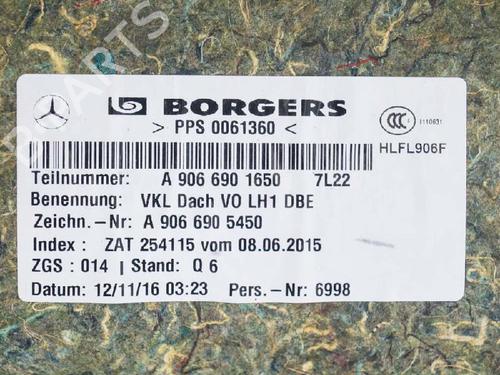 BORGERS
> PPS 0061360 <
CCC
1110631
HLFL906F
Teilnummer: A 906 690 1650 7L22
Benennung: VKL Dach VO LH1 DBE
Zeichn.-Nr: A 906 690 5450
Index : ZAT 254115 vom 08.06.2015
ZGS : 014 | Stand: Q 6
Datum: 12/11/16 03:23 Pers.-Nr: 6998